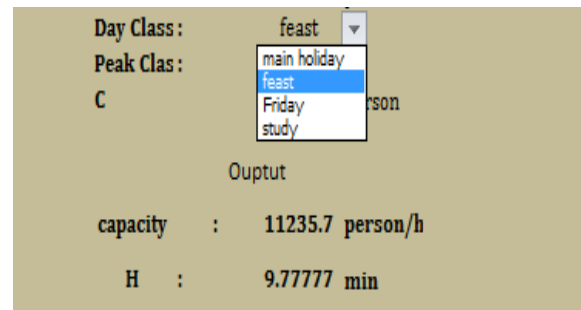 Day Class : feast
Peak Clas : main holiday
feast
C Friday rson
study
Ouptut
capacity : 11235.7 person/h
H : 9.77777 min